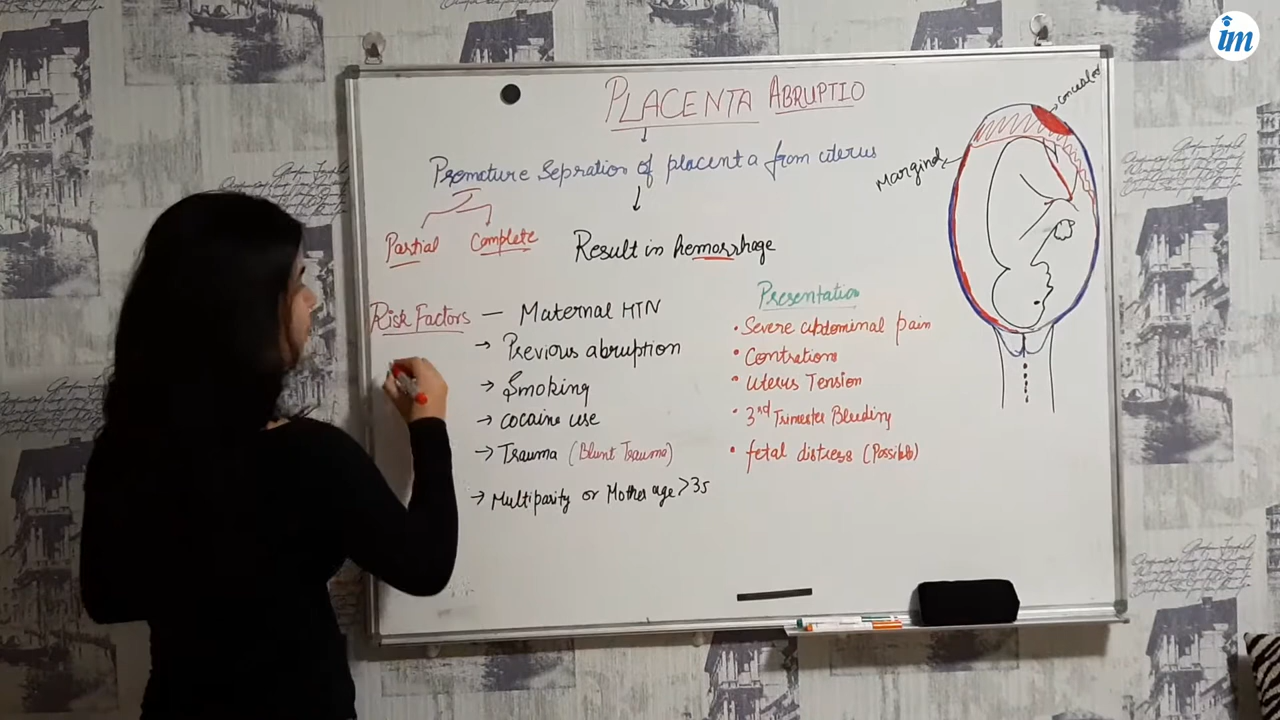 im
PLACENTA ABRUPTIO
Premature Sepration of placenta from uterus
Partial
Complete
Result in hemorrhage
Risk Factors — Maternal HTN
→ Previous abruption
→ Smoking
→ cocaine use
→ Trauma (Blunt Trauma)
→ Multiparity or Mother age >35
Presentation
• Severe abdominal pain
• Contrations
• Uterus Tension
• 3rd Trimester Bleeding
• fetal distress (Possible)
Marginal
concealed